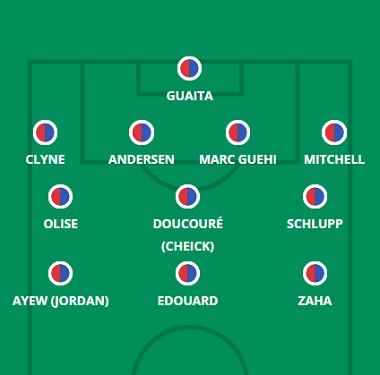 GUAITA
CLYNE ANDERSEN MARC GUEHI MITCHELL
OLISE DOUCOURÉ SCHLUPP
(CHEICK)
AYEW (JORDAN) EDOUARD ZAHA